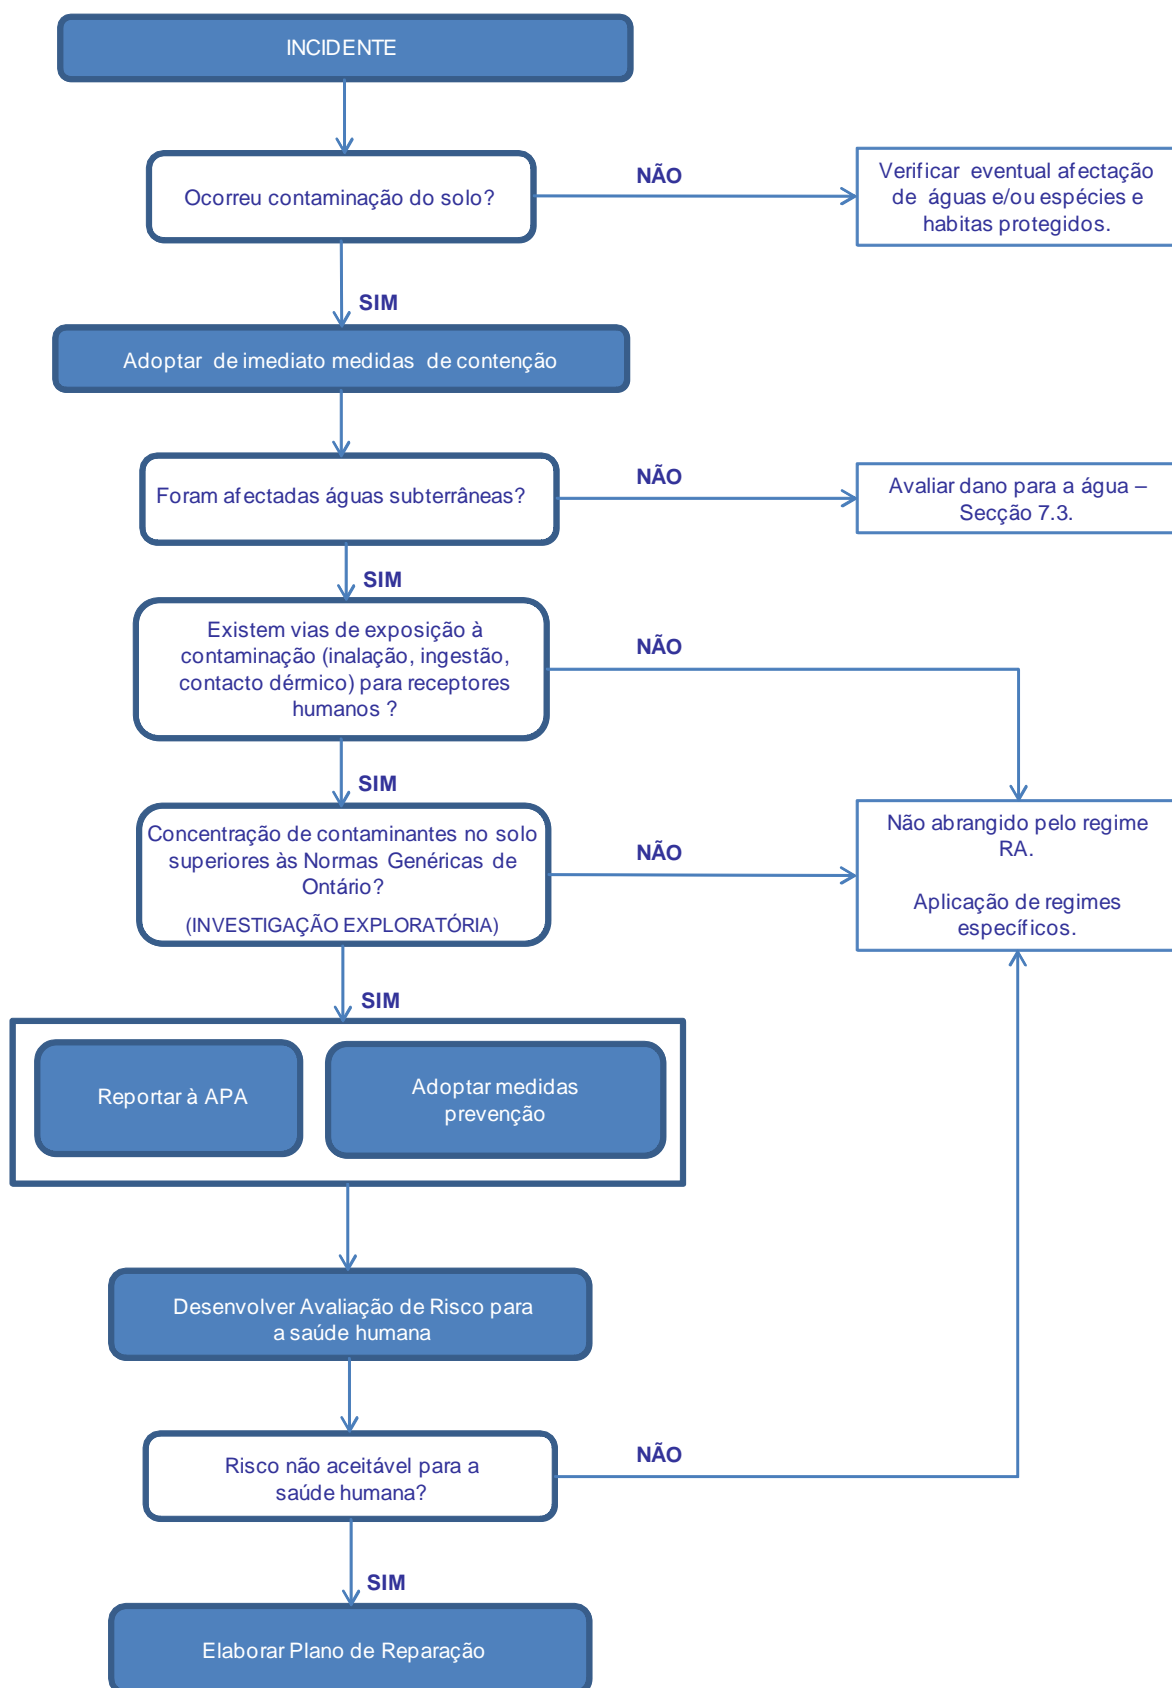 INCIDENTE
Ocorreu contaminação do solo?
NÃO
Verificar eventual afectação
de águas e/ou espécies e
habitas protegidos.
SIM
Adoptar de imediato medidas de contenção
Foram afectadas águas subterrâneas?
NÃO
Avaliar dano para a água –
Secção 7.3.
SIM
Existem vias de exposição à
contaminação (inalação, ingestão,
contacto dérmico) para receptores
humanos ?
NÃO
SIM
Concentração de contaminantes no solo
superiores às Normas Genéricas de
Ontário?
(INVESTIGAÇÃO EXPLORATÓRIA)
NÃO
Não abrangido pelo regime
RA.
Aplicação de regimes
específicos.
SIM
Reportar à APA
Adoptar medidas
prevenção
Desenvolver Avaliação de Risco para
a saúde humana
Risco não aceitável para a
saúde humana?
NÃO
SIM
Elaborar Plano de Reparação